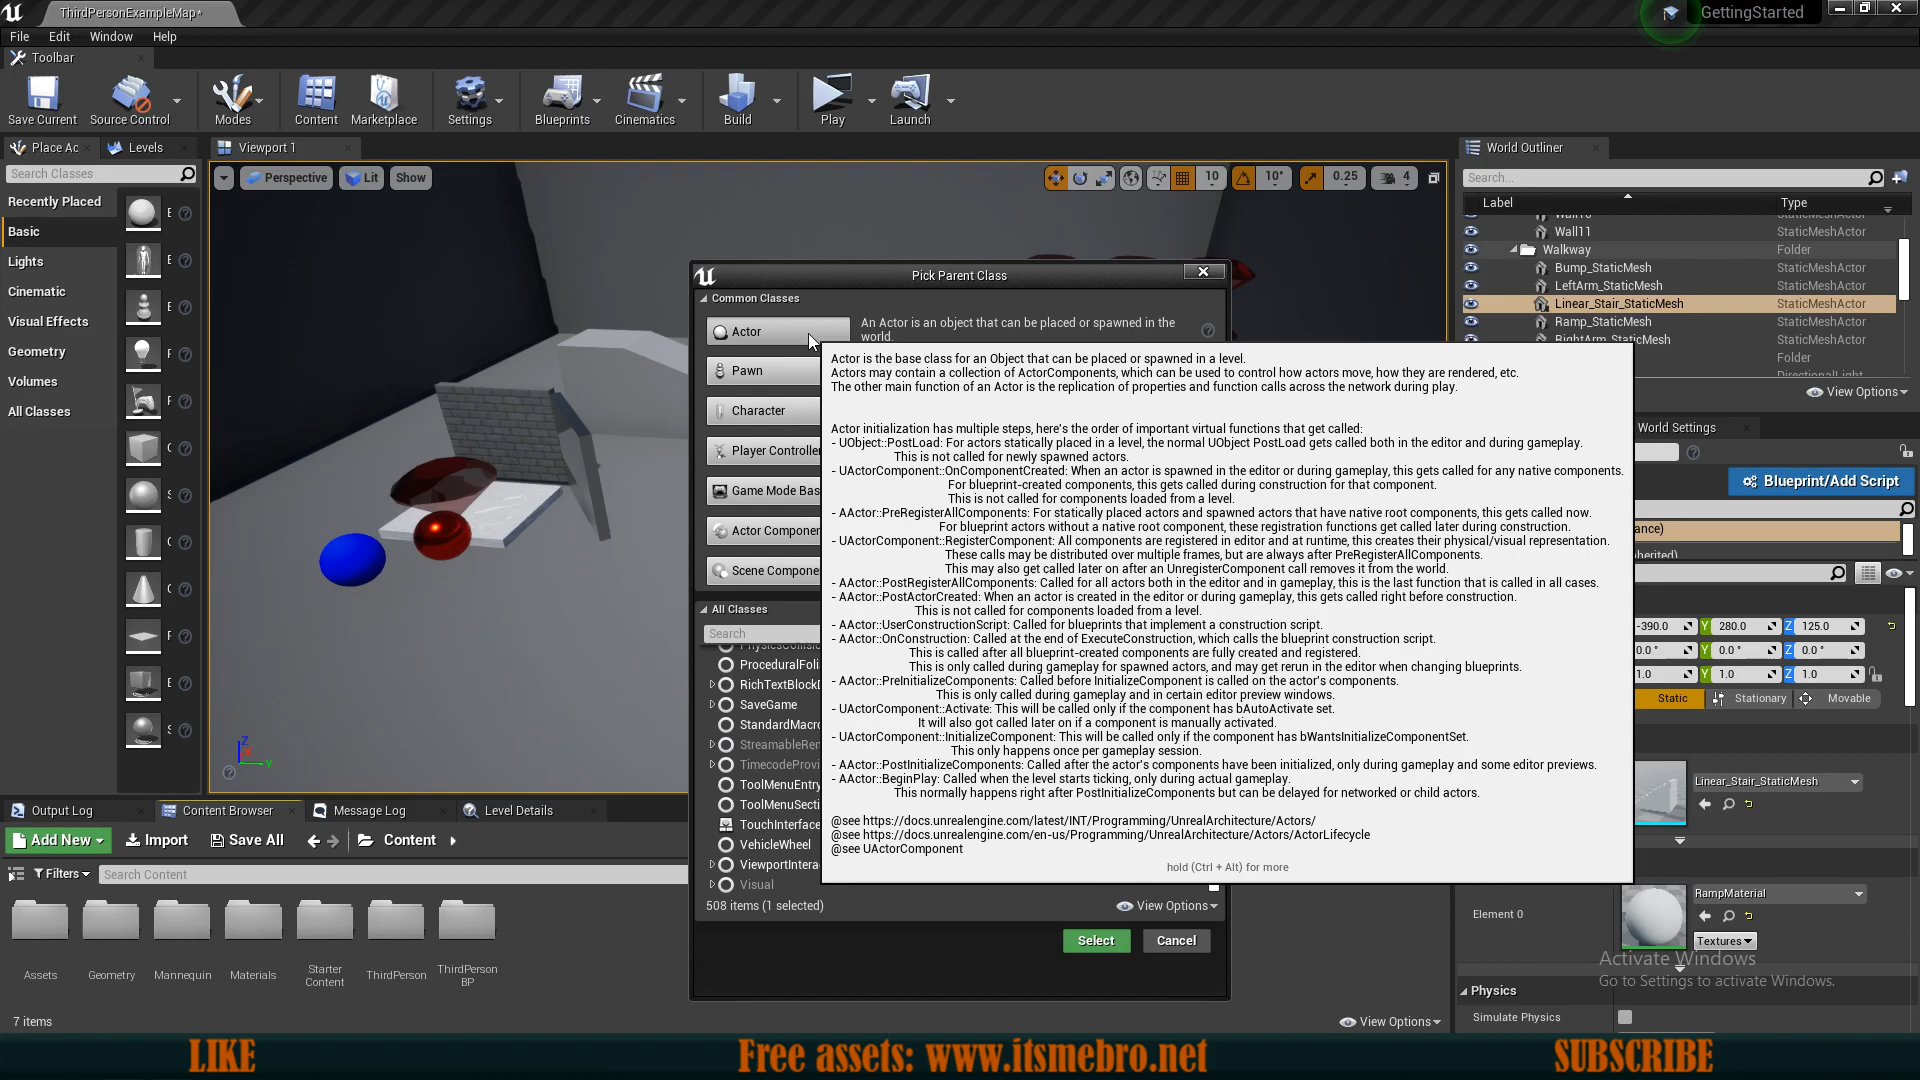 ThirdPersonExampleMap*
GettingStarted
File Edit Window Help
Toolbar
Save Current
Source Control
Modes
Content
Marketplace
Settings
Blueprints
Cinematics
Build
Play
Launch
Place Ac
Levels
Viewport 1
World Outliner
Search Classes
Perspective
Lit
Show
10
10°
0.25
4
Search...
Label
Type
Recently Placed
Basic
Lights
Cinematic
Visual Effects
Geometry
Volumes
All Classes
Wall10 StaticMeshActor
Wall11 StaticMeshActor
Walkway Folder
Bump_StaticMesh StaticMeshActor
LeftArm_StaticMesh StaticMeshActor
Linear_Stair_StaticMesh StaticMeshActor
Ramp_StaticMesh StaticMeshActor
RightArm_StaticMesh StaticMeshActor
Folder
DirectionalLight
View Options
Pick Parent Class
Common Classes
Actor
An Actor is an object that can be placed or spawned in the
world.
Pawn
Character
Player Controller
Game Mode Bas
Actor Componen
Scene Compone
Actor is the base class for an Object that can be placed or spawned in a level.
Actors may contain a collection of ActorComponents, which can be used to control how actors move, how they are rendered, etc.
The other main function of an Actor is the replication of properties and function calls across the network during play.
Actor initialization has multiple steps, here's the order of important virtual functions that get called:
- UObject::PostLoad: For actors statically placed in a level, the normal UObject PostLoad gets called both in the editor and during gameplay.
This is not called for newly spawned actors.
- UActorComponent::OnComponentCreated: When an actor is spawned in the editor or during gameplay, this gets called for any native components.
For blueprint-created components, this gets called during construction for that component.
This is not called for components loaded from a level.
- AActor::PreRegisterAllComponents: For statically placed actors and spawned actors that have native root components, this gets called now.
For blueprint actors without a native root component, these registration functions get called later during construction.
- UActorComponent::RegisterComponent: All components are registered in editor and at runtime, this creates their physical/visual representation.
These calls may be distributed over multiple frames, but are always after PreRegisterAllComponents.
This may also get called later on after an UnregisterComponent call removes it from the world.
- AActor::PostRegisterAllComponents: Called for all actors both in the editor and in gameplay, this is the last function that is called in all cases.
- AActor::PostActorCreated: When an actor is created in the editor or during gameplay, this gets called right before construction.
This is not called for components loaded from a level.
- AActor::UserConstructionScript: Called for blueprints that implement a construction script.
- AActor::OnConstruction: Called at the end of ExecuteConstruction, which calls the blueprint construction script.
This is called after all blueprint-created components are fully created and registered.
This is only called during gameplay for spawned actors, and may get rerun in the editor when changing blueprints.
- AActor::PreInitializeComponents: Called before InitializeComponent is called on the actor's components.
This is only called during gameplay and in certain editor preview windows.
- UActorComponent::Activate: This will be called only if the component has bAutoActivate set.
It will also got called later on if a component is manually activated.
- UActorComponent::InitializeComponent: This will be called only if the component has bWantsInitializeComponentSet.
This only happens once per gameplay session.
- AActor::PostInitializeComponents: Called after the actor's components have been initialized, only during gameplay and some editor previews.
- AActor::BeginPlay: Called when the level starts ticking, only during actual gameplay.
This normally happens right after PostInitializeComponents but can be delayed for networked or child actors.
@see https://docs.unrealengine.com/latest/INT/Programming/UnrealArchitecture/Actors/
@see https://docs.unrealengine.com/en-us/Programming/UnrealArchitecture/Actors/ActorLifecycle
@see UActorComponent
hold (Ctrl + Alt) for more
All Classes
Search
PhysicsCollisio
ProceduralFoli
RichTextBlockD
SaveGame
StandardMacro
StreamableRen
TimecodeProvi
ToolMenuEntry
ToolMenuSecti
TouchInterface
VehicleWheel
ViewportIntera
Visual
508 items (1 selected)
View Options
Select
Cancel
World Settings
Blueprint/Add Script
ance)
herited)
-390.0 Y 280.0 Z 125.0
0.0 ° Y 0.0 ° Z 0.0 °
1.0 Y 1.0 Z 1.0
Static
Stationary
Movable
Linear_Stair_StaticMesh
Element 0
RampMaterial
Textures
Physics
Simulate Physics
Activate Windows
Go to Settings to activate Windows.
Output Log
Content Browser
Message Log
Level Details
Add New
Import
Save All
Content
Filters
Search Content
Assets
Geometry
Mannequin
Materials
Starter
Content
ThirdPerson
ThirdPerson
BP
7 items
View Options
LIKE
Free assets: www.itsmebro.net
SUBSCRIBE